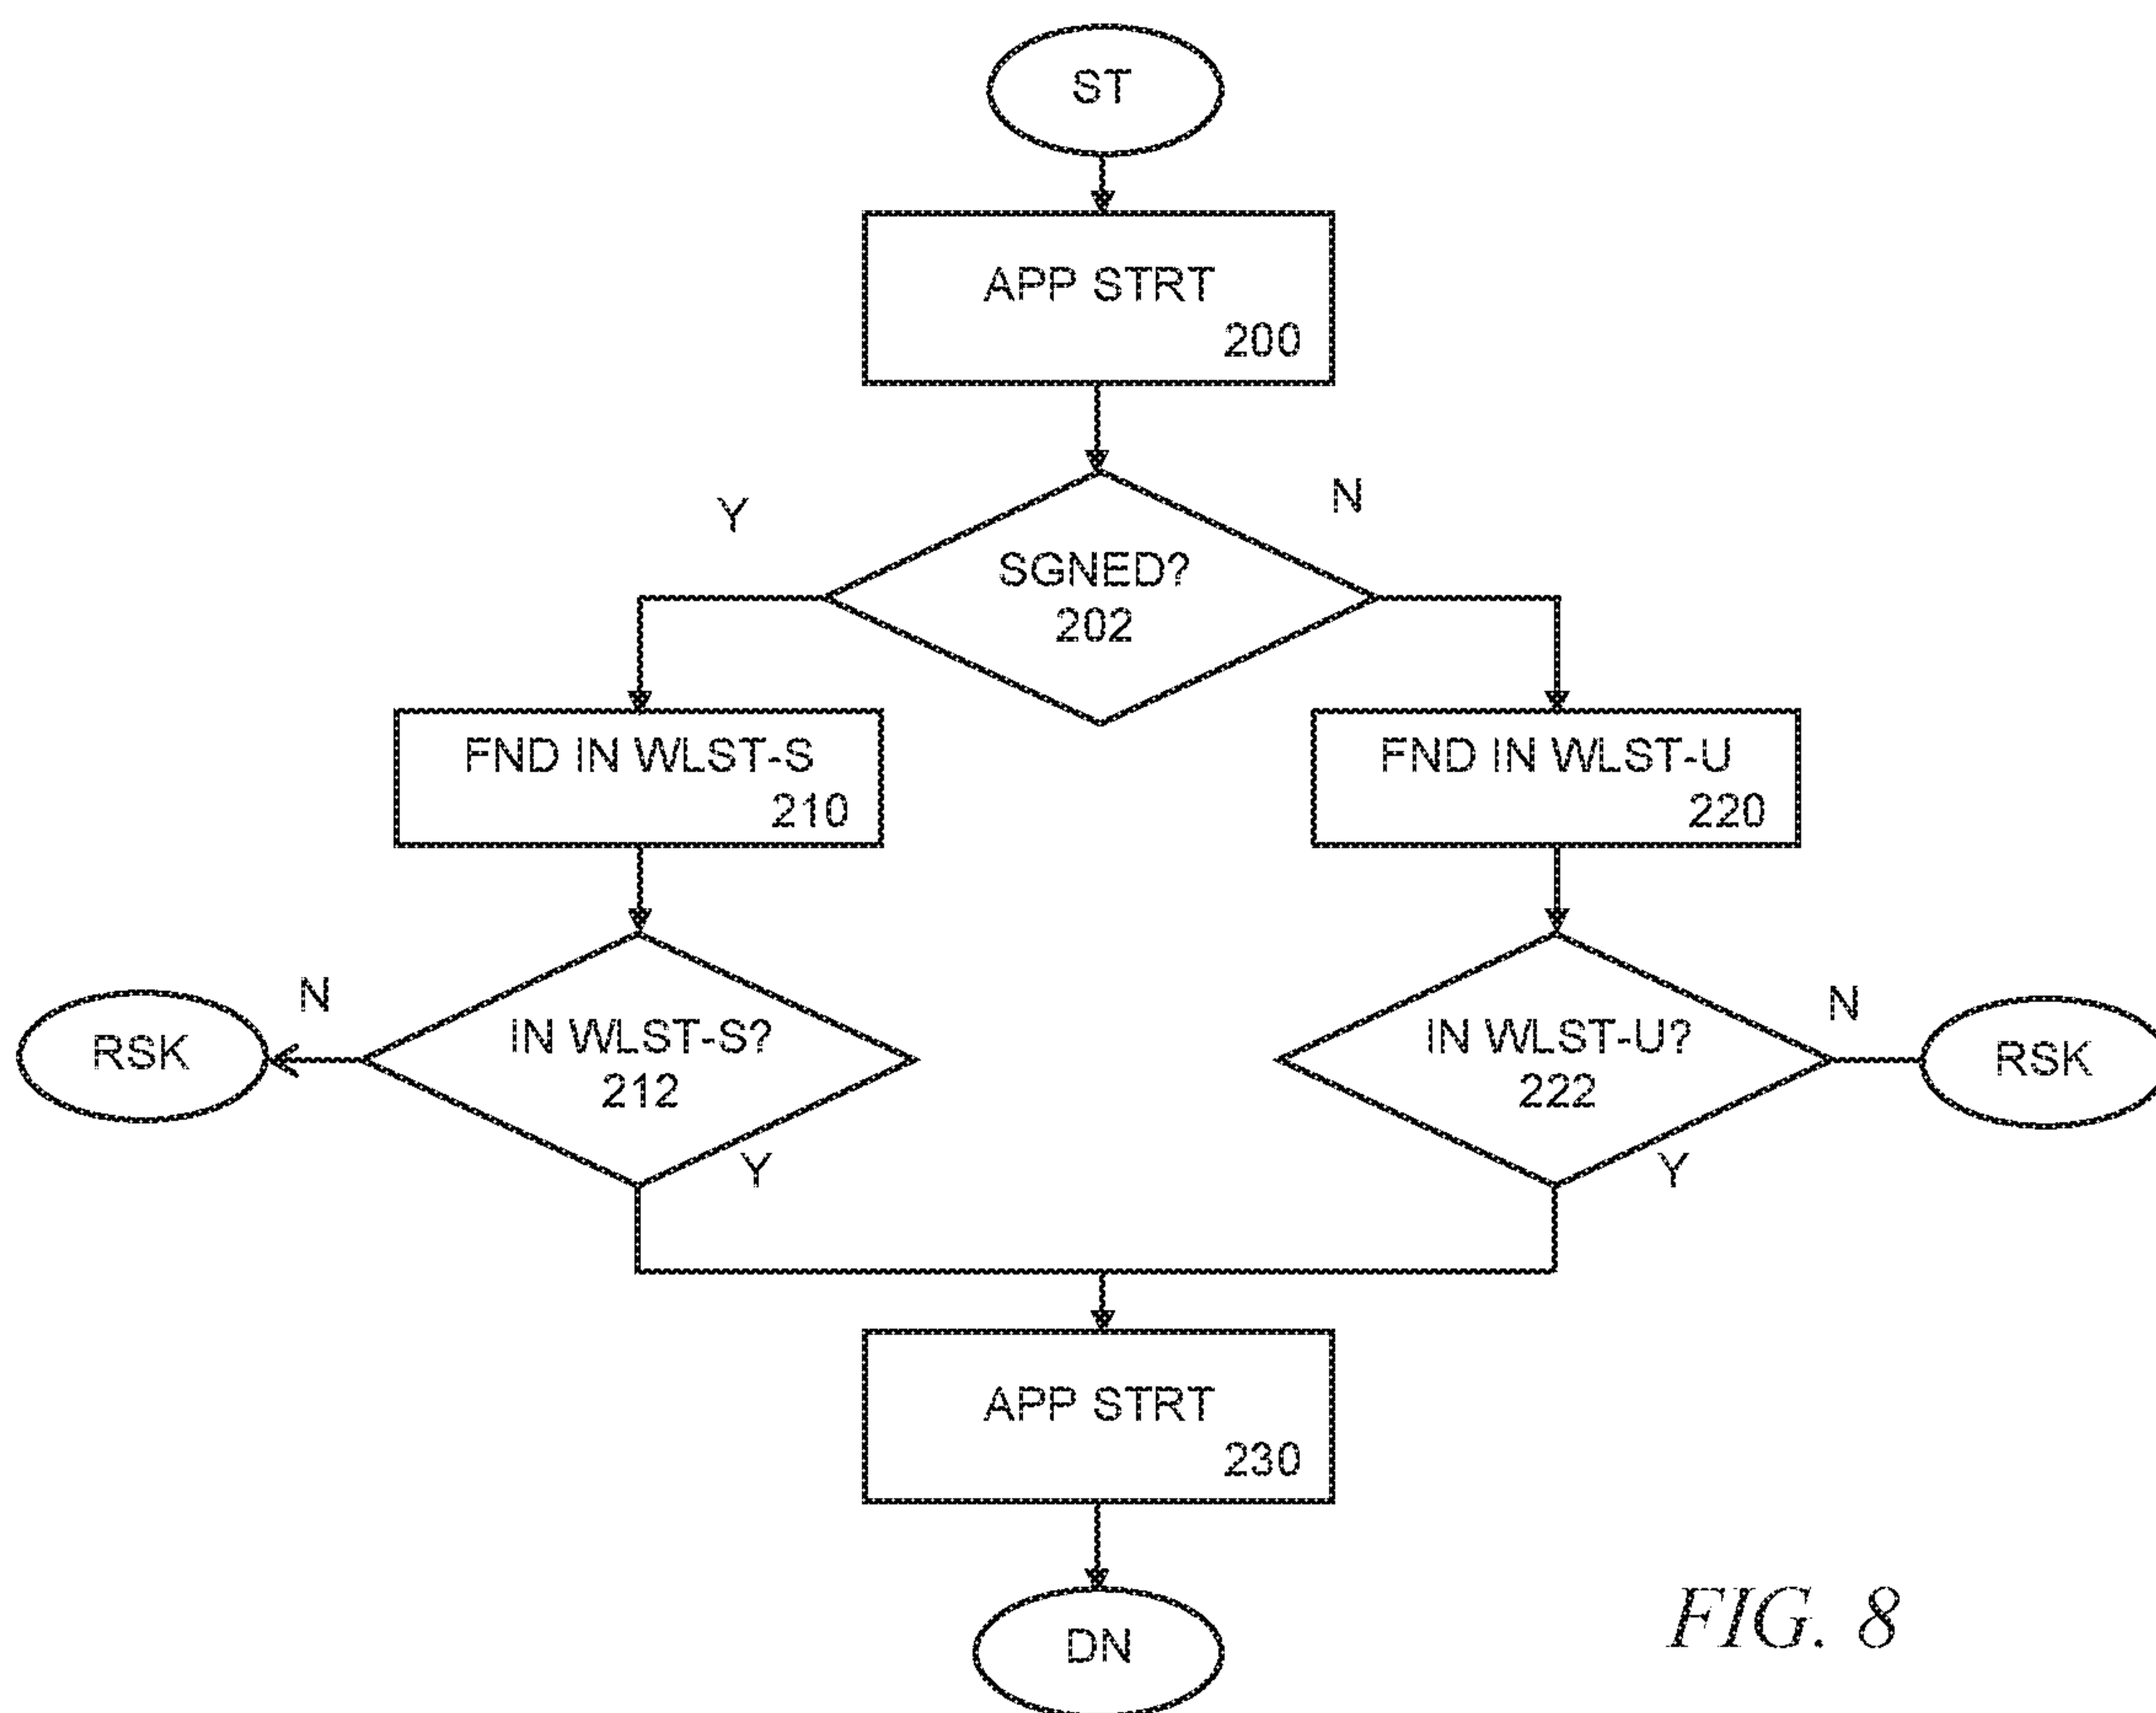 ST
APP STRT
200
Y
N
SGNED?
202
FND IN WLST-S
210
FND IN WLST-U
220
RSK
N
IN WLST-S?
212
Y
IN WLST-U?
222
N
Y
RSK
APP STRT
230
DN
FIG. 8